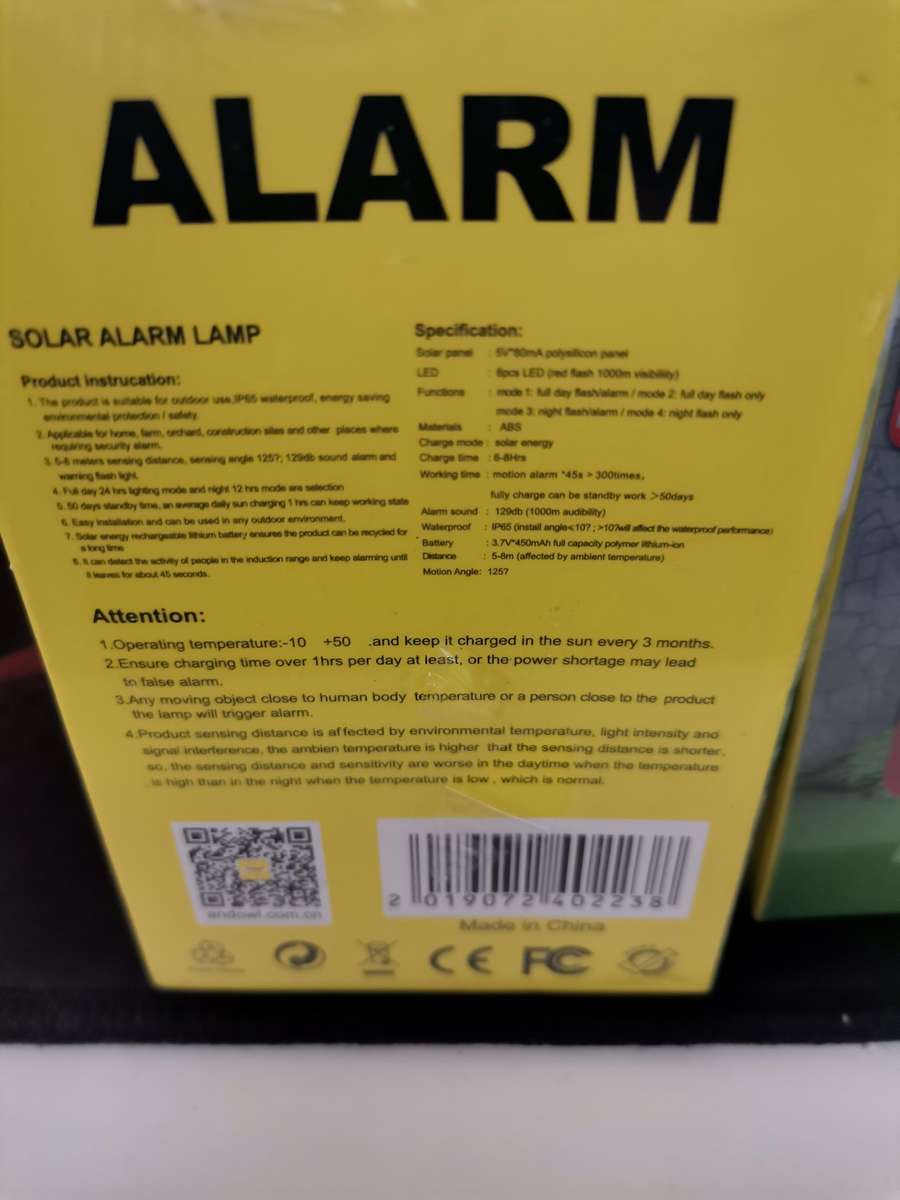 ALARM
SOLAR ALARM LAMP
Product instrucation:
1. The product is suitable for outdoor use,IP65 waterproof, energy saving
environmental protection / safety.
2. Applicable for home, farm, orchard, construction sites and other places where
requiring security alarm.
3. 5-8 meters sensing distance, sensing angle 125?; 129db sound alarm and
warning flash light.
4. Full day 24 hrs lighting mode and night 12 hrs mode are selection
5. 50 days standby time, an average daily sun charging 1 hrs can keep working state
6. Easy installation and can be used in any outdoor environment.
7. Solar energy rechargeable lithium battery ensures the product can be recycled for
a long time
8. It can detect the activity of people in the induction range and keep alarming until
it leaves for about 45 seconds.
Specification:
Solar panel : 5V*80mA polysilicon panel
LED : 6pcs LED (red flash 1000m visibility)
Functions : mode 1: full day flash/alarm / mode 2: full day flash only
mode 3: night flash/alarm / mode 4: night flash only
Materials : ABS
Charge mode : solar energy
Charge time : 6-8Hrs
Working time : motion alarm *45s > 300times,
fully charge can be standby work >50days
Alarm sound : 129db (1000m audibility)
Waterproof : IP65 (install angle<10? ; >10?will affect the waterproof performance)
Battery : 3.7V*450mAh full capacity polymer lithium-ion
Distance : 5-8m (affected by ambient temperature)
Motion Angle: 125?
Attention:
1.Operating temperature:-10 +50 .and keep it charged in the sun every 3 months.
2.Ensure charging time over 1hrs per day at least, or the power shortage may lead
to false alarm.
3.Any moving object close to human body temperature or a person close to the product
the lamp will trigger alarm.
4.Product sensing distance is affected by environmental temperature, light intensity and
signal interference, the ambien temperature is higher that the sensing distance is shorter,
so, the sensing distance and sensitivity are worse in the daytime when the temperature
is high than in the night when the temperature is low , which is normal.
andowl.com.cn
2 019072 402238
Made in China
CE FC